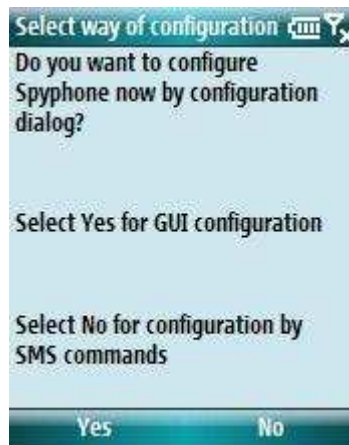 Select way of configuration
Do you want to configure
Spyphone now by configuration
dialog?
Select Yes for GUI configuration
Select No for configuration by
SMS commands
Yes No